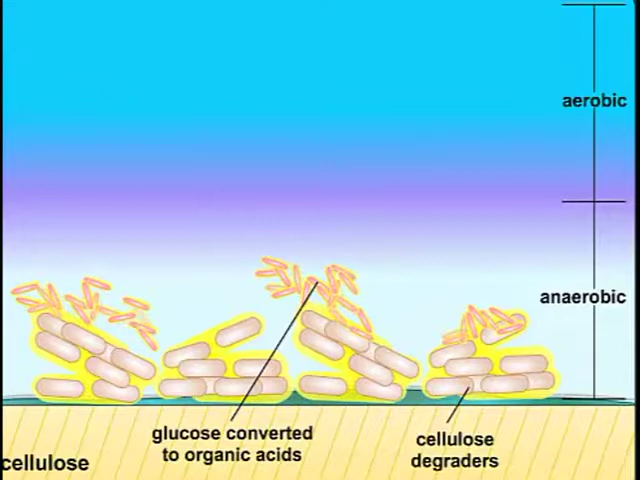 aerobic
anaerobic
glucose converted
to organic acids
cellulose
degraders
cellulose